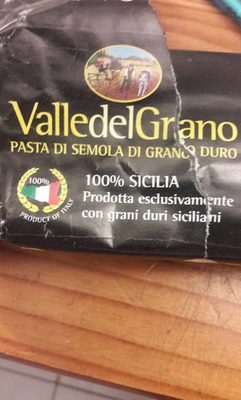 ValledelGrano
PASTA DI SEMOLA DI GRANO DURO
100%
PRODUCT OF ITALY
100% SICILIA
Prodotta esclusivamente
con grani duri siciliani